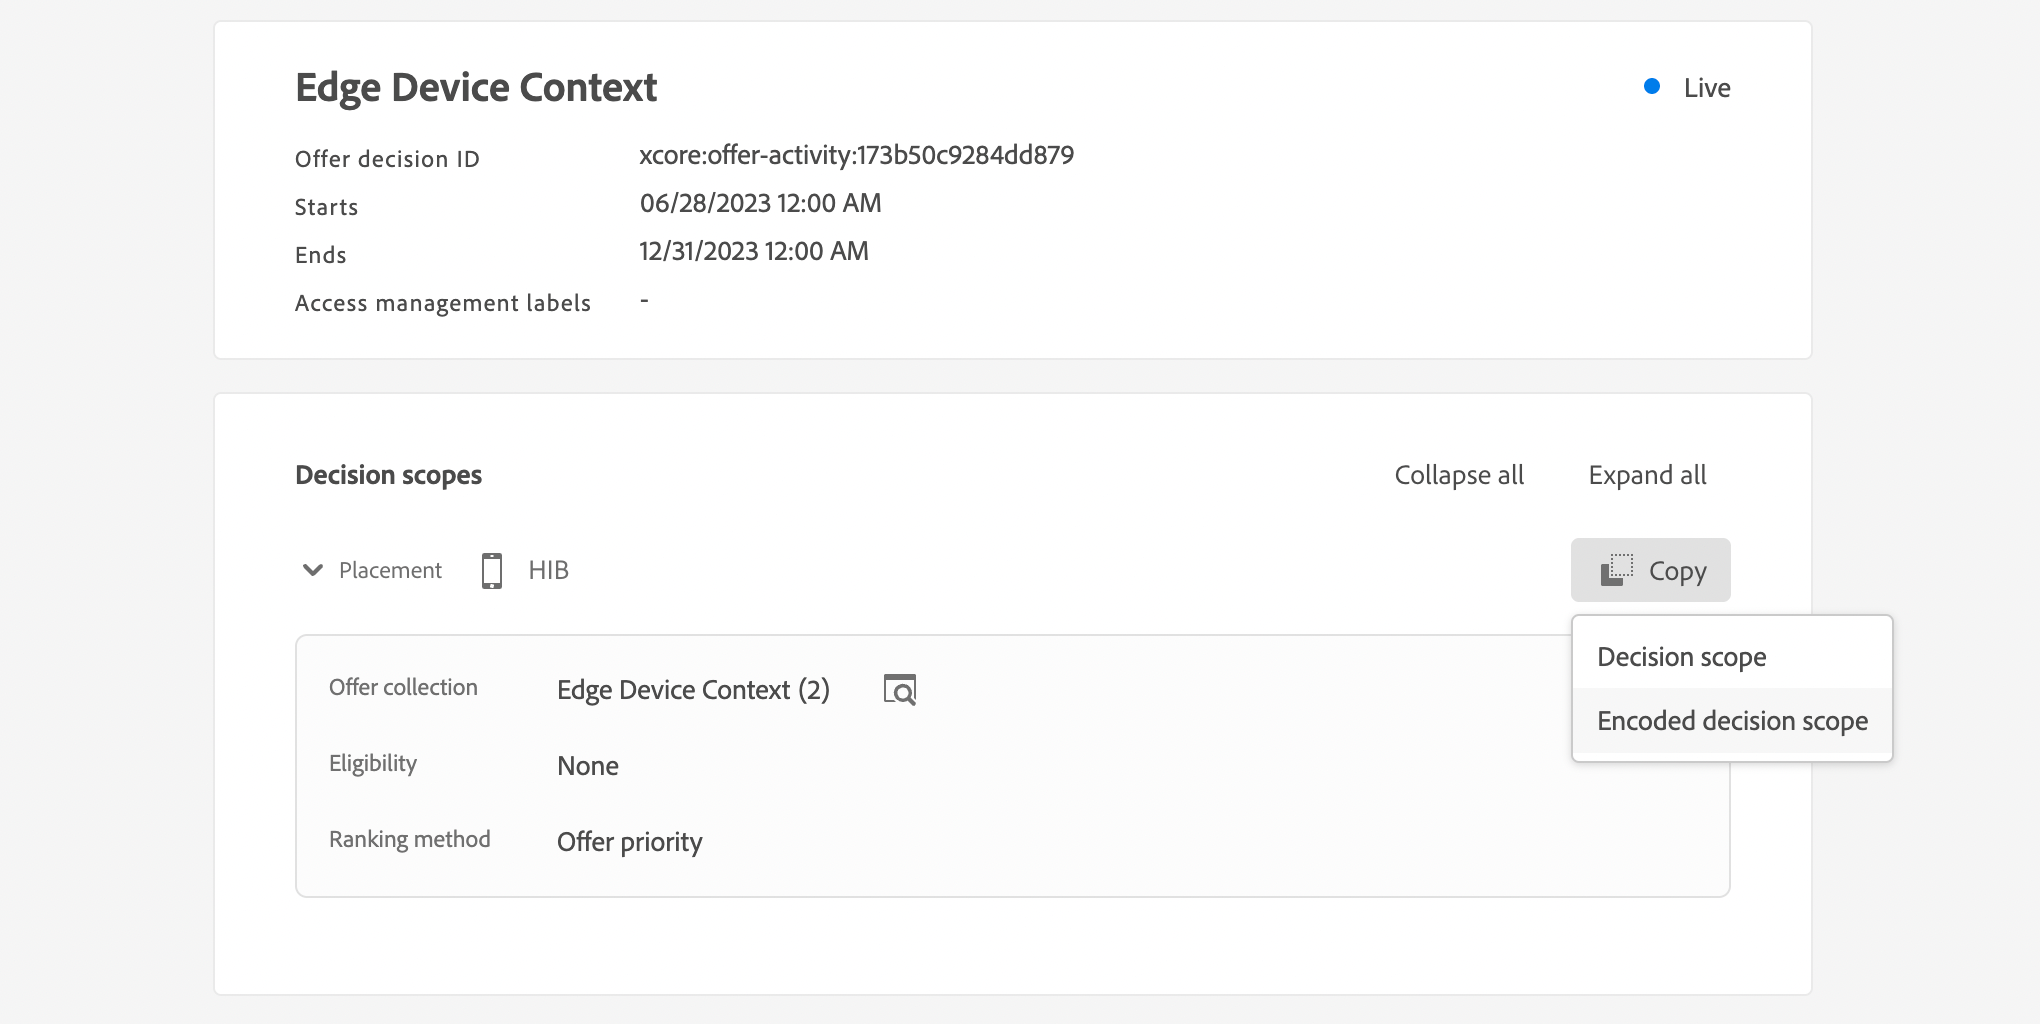 Edge Device Context
Live
Offer decision ID xcore:offer-activity:173b50c9284dd879
Starts 06/28/2023 12:00 AM
Ends 12/31/2023 12:00 AM
Access management labels -
Decision scopes Collapse all Expand all
Placement HIB Copy
Decision scope
Encoded decision scope
Offer collection Edge Device Context (2)
Eligibility None
Ranking method Offer priority